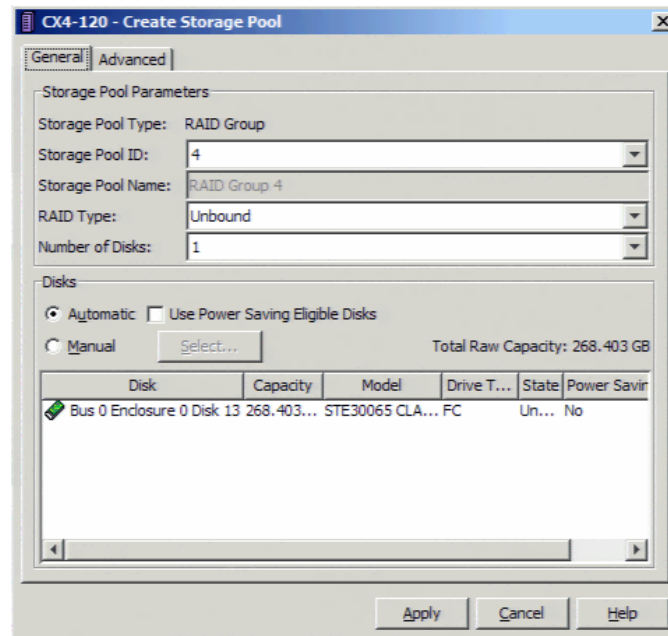 CX4-120 - Create Storage Pool
General Advanced
Storage Pool Parameters
Storage Pool Type: RAID Group
Storage Pool ID: 4
Storage Pool Name: RAID Group 4
RAID Type: Unbound
Number of Disks: 1
Disks
Automatic Use Power Saving Eligible Disks
Manual Select... Total Raw Capacity: 268.403 GB
Disk Capacity Model Drive T... State Power Savin
Bus 0 Enclosure 0 Disk 13 268.403... STE30065 CLA... FC Un... No
Apply Cancel Help